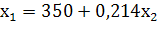 x₁ = 350 + 0,214x₂